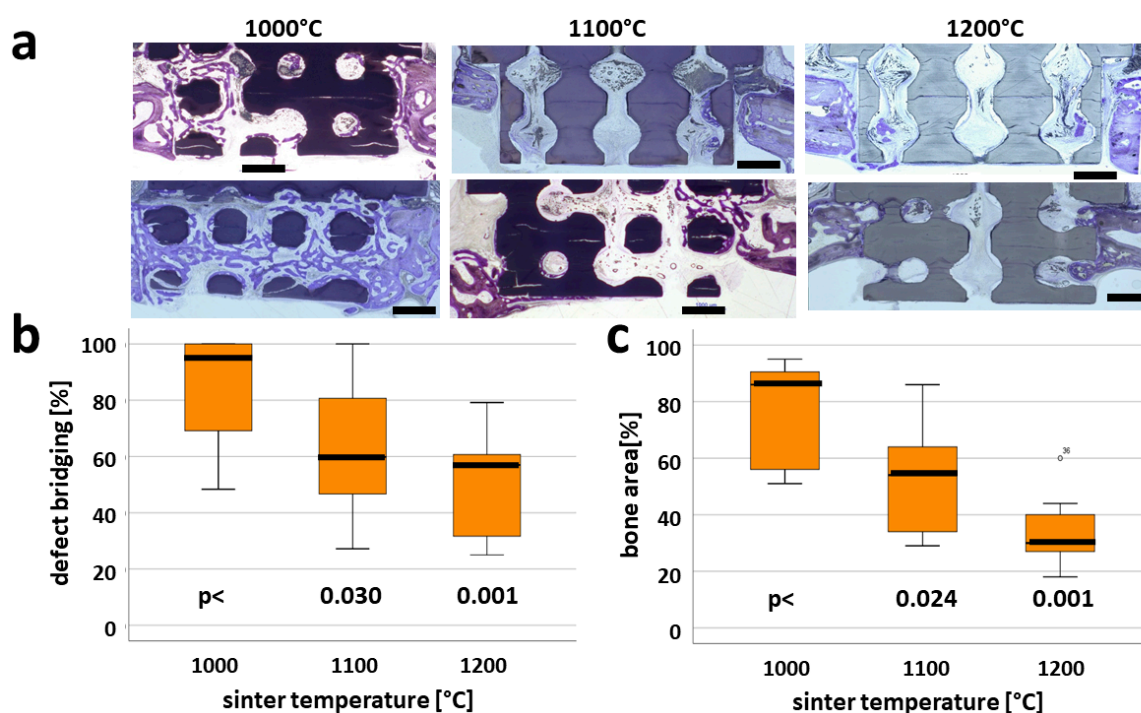 a
1000°C 1100°C 1200°C
b
100
80
60
40
20
0
defect bridging [%]
p< 0.030 0.001
1000 1100 1200
sinter temperature [°C]
c
100
80
60
40
20
0
bone area[%]
36
p< 0.024 0.001
1000 1100 1200
sinter temperature [°C]